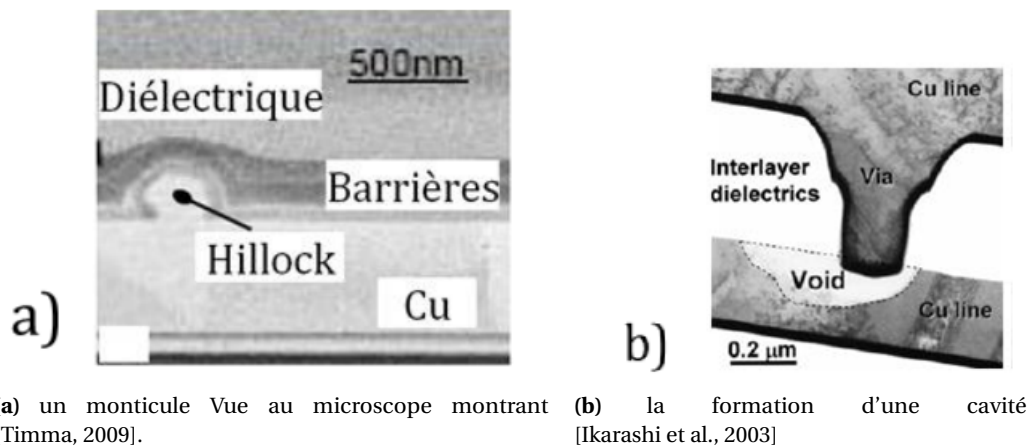 500nm
Diélectrique
Barrières
Hillock
Cu
a)
Cu line
Interlayer
dielectrics
Via
Void
Cu line
0.2 μm
b)
(a) un monticule Vue au microscope montrant
[Timma, 2009].
(b) la formation d'une cavité
[Ikarashi et al., 2003]